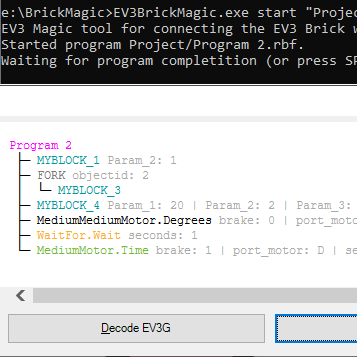 e:\BrickMagic>EV3BrickMagic.exe start "Projec
EV3 Magic tool for connecting the EV3 Brick w
Started program Project/Program 2.rbf.
Waiting for program completition (or press SP
Program 2
MYBLOCK_1 Param_2: 1
FORK objectid: 2
MYBLOCK_3
MYBLOCK_4 Param_1: 20 | Param_2: 2 | Param_3:
MediumMediumMotor.Degrees brake: 0 | port_moto
WaitFor.Wait seconds: 1
MediumMotor.Time brake: 1 | port_motor: D | se
Decode EV3G